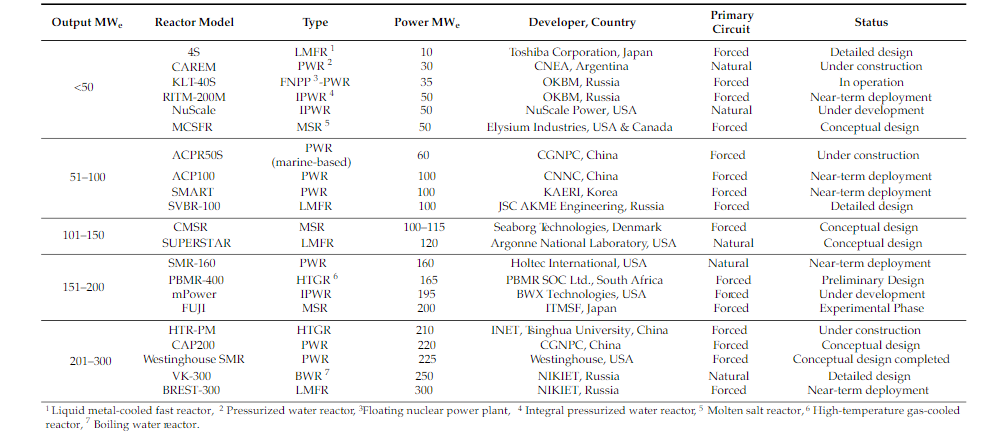 Output MWe Reactor Model Type Power MWe Developer, Country Primary Circuit Status
<50
4S LMFR 1 10 Toshiba Corporation, Japan Forced Detailed design
CAREM PWR 2 30 CNEA, Argentina Natural Under construction
KLT-40S FNPP 3-PWR 35 OKBM, Russia Forced In operation
RITM-200M IPWR 4 50 OKBM, Russia Forced Near-term deployment
NuScale IPWR 50 NuScale Power, USA Natural Under development
MCSFR MSR 5 50 Elysium Industries, USA & Canada Forced Conceptual design
51–100
ACPR50S PWR (marine-based) 60 CGNPC, China Forced Under construction
ACP100 PWR 100 CNNC, China Forced Near-term deployment
SMART PWR 100 KAERI, Korea Forced Near-term deployment
SVBR-100 LMFR 100 JSC AKME Engineering, Russia Forced Detailed design
101–150
CMSR MSR 100–115 Seaborg Technologies, Denmark Forced Conceptual design
SUPERSTAR LMFR 120 Argonne National Laboratory, USA Natural Conceptual design
151–200
SMR-160 PWR 160 Holtec International, USA Natural Near-term deployment
PBMR-400 HTGR 6 165 PBMR SOC Ltd., South Africa Forced Preliminary Design
mPower IPWR 195 BWX Technologies, USA Forced Under development
FUJI MSR 200 ITMSF, Japan Forced Experimental Phase
201–300
HTR-PM HTGR 210 INET, Tsinghua University, China Forced Under construction
CAP200 PWR 220 CGNPC, China Forced Conceptual design
Westinghouse SMR PWR 225 Westinghouse, USA Forced Conceptual design completed
VK-300 BWR 7 250 NIKIET, Russia Natural Detailed design
BREST-300 LMFR 300 NIKIET, Russia Forced Near-term deployment
1 Liquid metal-cooled fast reactor, 2 Pressurized water reactor, 3Floating nuclear power plant, 4 Integral pressurized water reactor, 5 Molten salt reactor, 6 High-temperature gas-cooled
reactor, 7 Boiling water reactor.